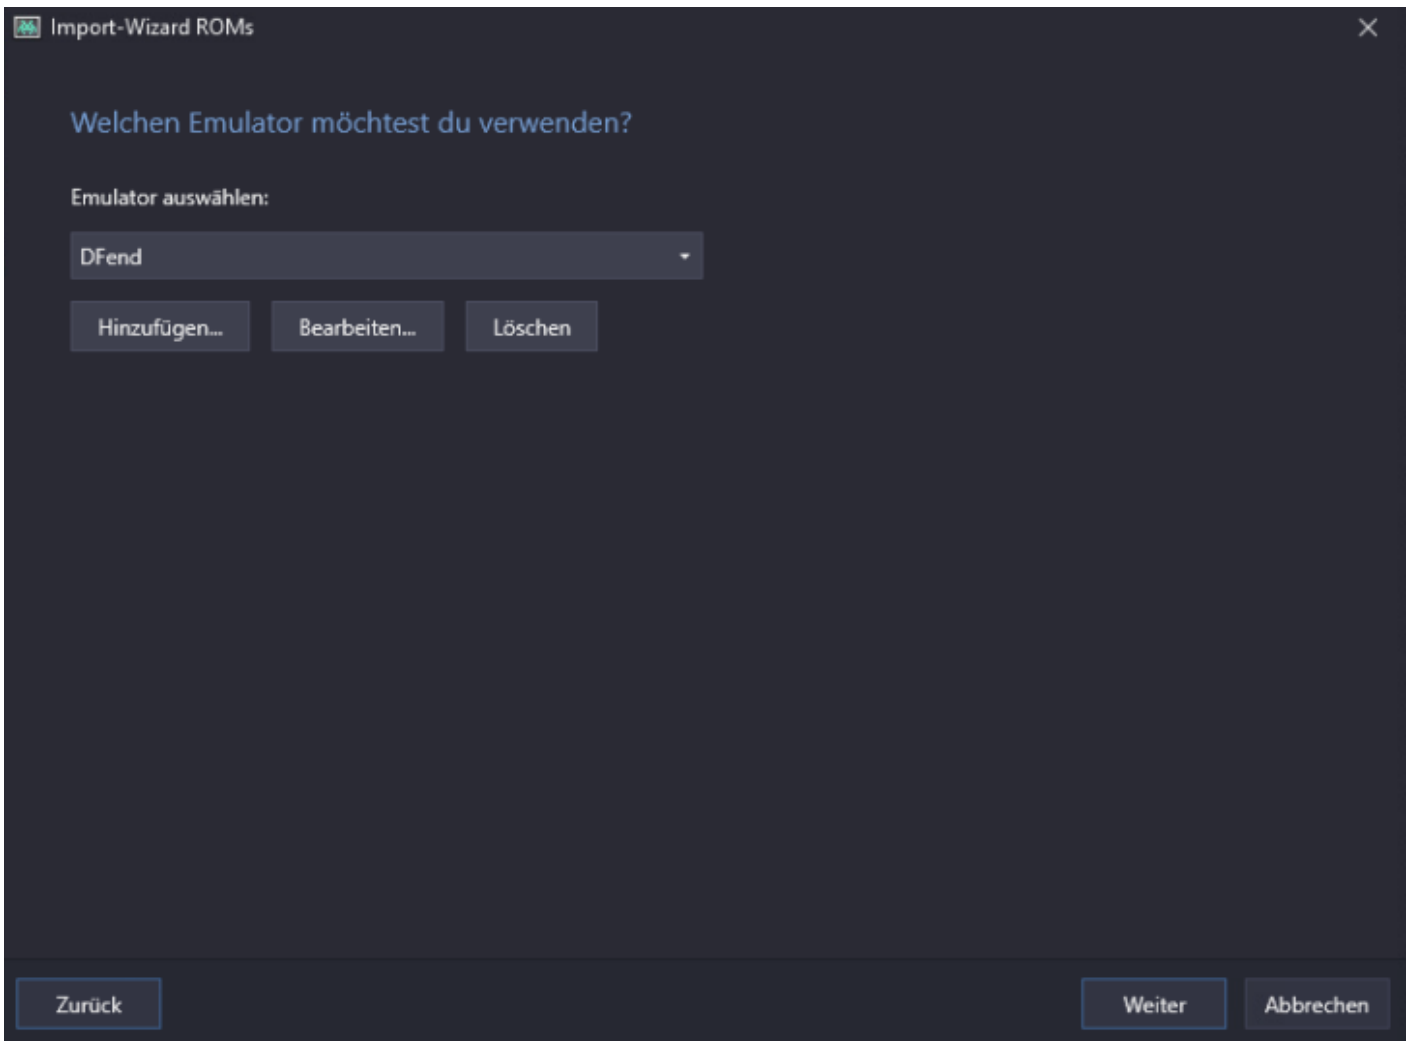 Import-Wizard ROMs
Welchen Emulator möchtest du verwenden?
Emulator auswählen:
DFend
Hinzufügen... Bearbeiten... Löschen
Zurück Weiter Abbrechen